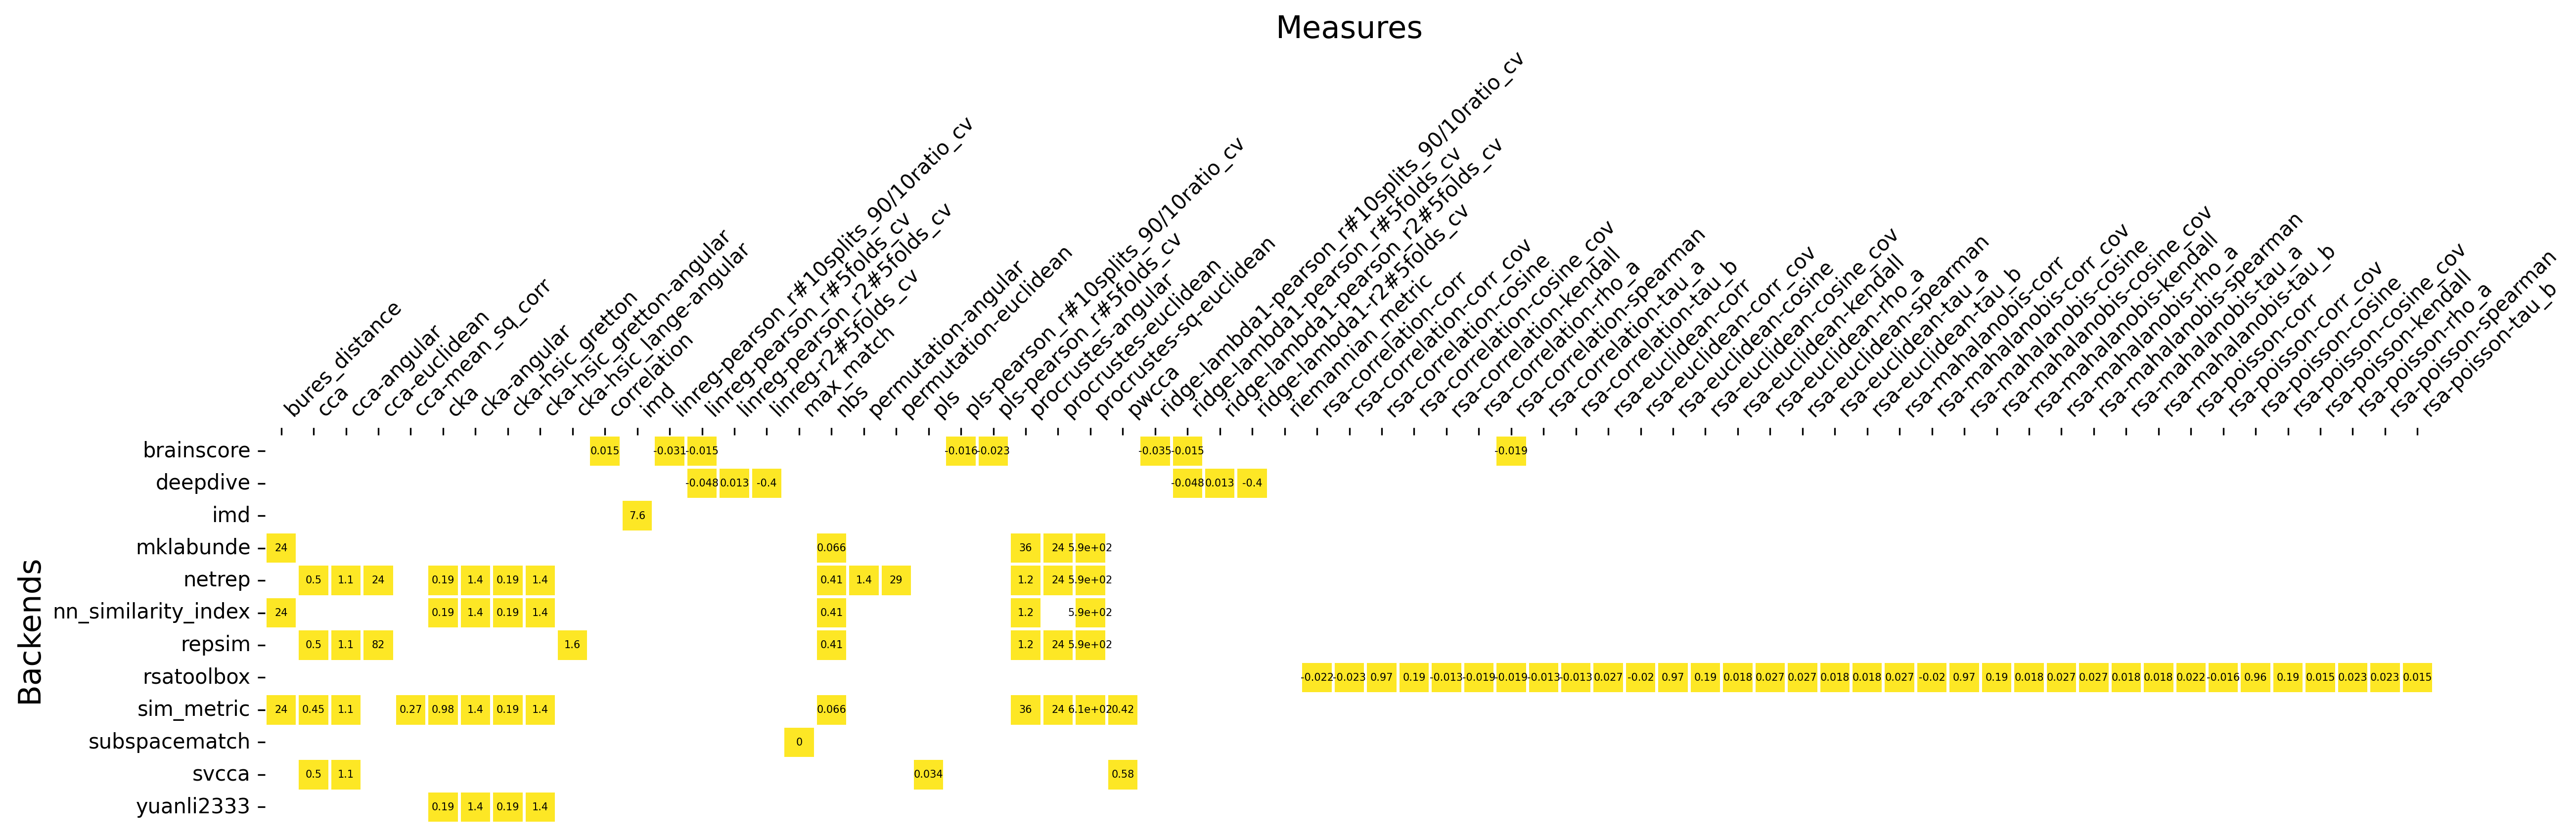 Measures
bures_distance
cca
cca-angular
cca-euclidean
cca-mean_sq_corr
cka
cka-angular
cka-hsic_gretton
cka-hsic_gretton-angular
cka-hsic_lange-angular
correlation
imd
linreg-pearson_r#10splits_90/10ratio_cv
linreg-pearson_r#5folds_cv
linreg-pearson_r2#5folds_cv
linreg-r2#5folds_cv
max_match
nbs
permutation-angular
permutation-euclidean
pls
pls-pearson_r#10splits_90/10ratio_cv
pls-pearson_r#5folds_cv
procrustes-angular
procrustes-euclidean
procrustes-sq-euclidean
pwcca
ridge-lambda1-pearson_r#10splits_90/10ratio_cv
ridge-lambda1-pearson_r#5folds_cv
ridge-lambda1-pearson_r2#5folds_cv
ridge-lambda1-r2#5folds_cv
riemannian_metric
rsa-correlation-corr
rsa-correlation-corr_cov
rsa-correlation-cosine
rsa-correlation-cosine_cov
rsa-correlation-kendall
rsa-correlation-rho_a
rsa-correlation-spearman
rsa-correlation-tau_a
rsa-correlation-tau_b
rsa-euclidean-corr
rsa-euclidean-corr_cov
rsa-euclidean-cosine
rsa-euclidean-cosine_cov
rsa-euclidean-kendall
rsa-euclidean-rho_a
rsa-euclidean-spearman
rsa-euclidean-tau_a
rsa-euclidean-tau_b
rsa-mahalanobis-corr
rsa-mahalanobis-corr_cov
rsa-mahalanobis-cosine
rsa-mahalanobis-cosine_cov
rsa-mahalanobis-kendall
rsa-mahalanobis-rho_a
rsa-mahalanobis-spearman
rsa-mahalanobis-tau_a
rsa-mahalanobis-tau_b
rsa-poisson-corr
rsa-poisson-corr_cov
rsa-poisson-cosine
rsa-poisson-cosine_cov
rsa-poisson-kendall
rsa-poisson-rho_a
rsa-poisson-spearman
rsa-poisson-tau_b
Backends
brainscore 0.015 -0.031 -0.015 -0.016 -0.023 -0.035 -0.015 -0.019
deepdive -0.048 0.013 -0.4 -0.048 0.013 -0.4
imd 7.6
mklabunde 24 0.066 36 24 5.9e+02
netrep 0.5 1.1 24 0.19 1.4 0.19 1.4 0.41 1.4 29 1.2 24 5.9e+02
nn_similarity_index 24 0.19 1.4 0.19 1.4 0.41 1.2 5.9e+02
repsim 0.5 1.1 82 1.6 0.41 1.2 24 5.9e+02
rsatoolbox -0.022 -0.023 0.97 0.19 -0.013 -0.019 -0.019 -0.013 -0.013 0.027 -0.02 0.97 0.19 0.018 0.027 0.027 0.018 0.018 0.027 -0.02 0.97 0.19 0.018 0.027 0.027 0.018 0.018 0.022 -0.016 0.96 0.19 0.015 0.023 0.023 0.015
sim_metric 24 0.45 1.1 0.27 0.98 1.4 0.19 1.4 0.066 36 24 6.1e+02 0.42
subspacematch 0
svcca 0.5 1.1 0.034 0.58
yuanli2333 0.19 1.4 0.19 1.4